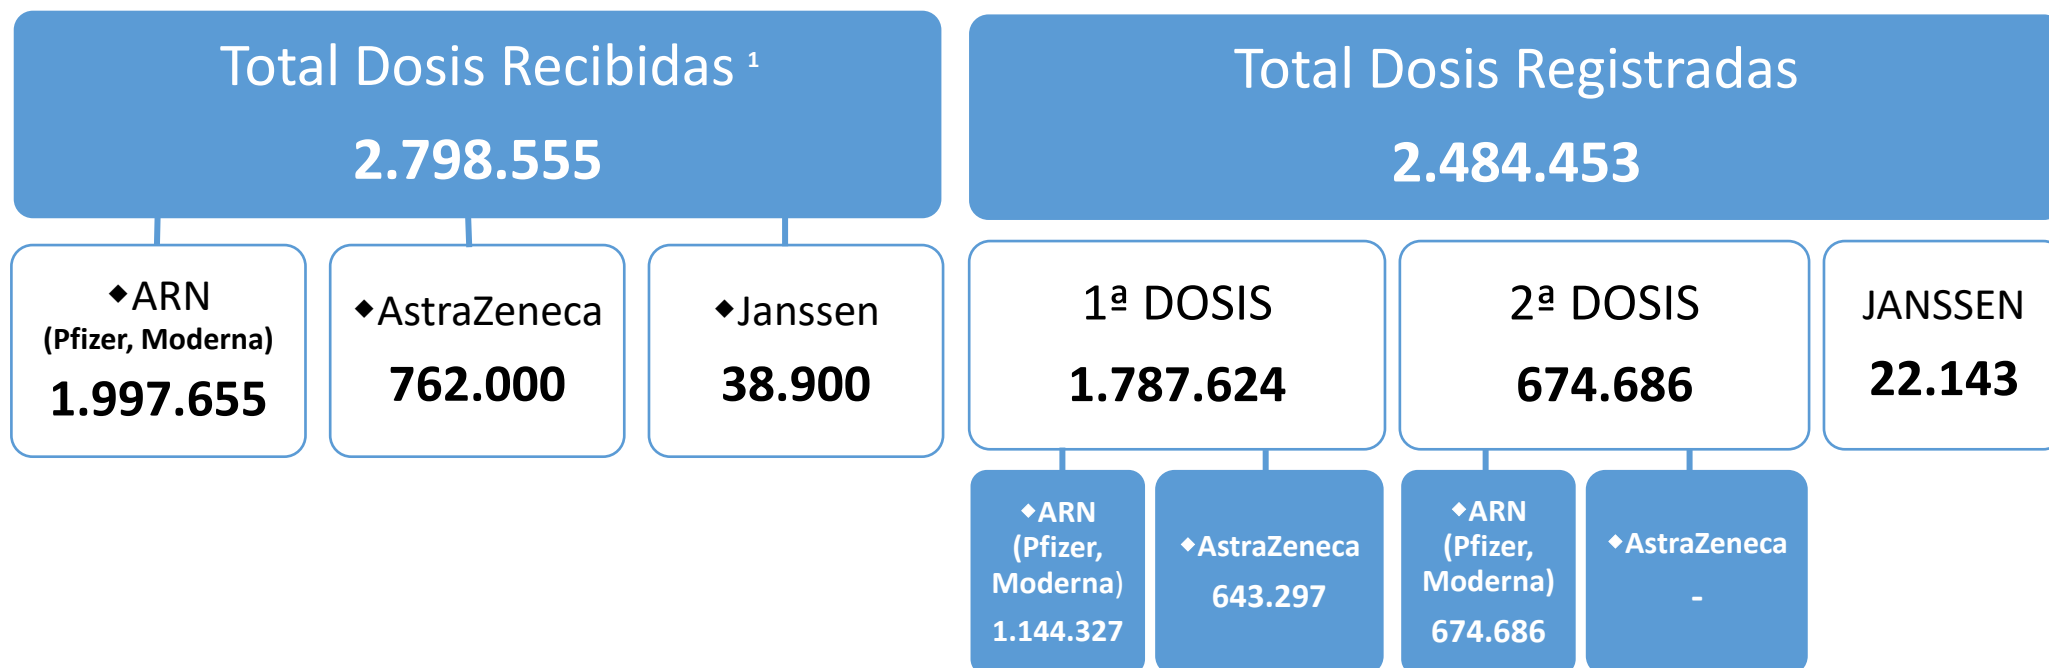 Total Dosis Recibidas 1
2.798.555
◆ARN
(Pfizer, Moderna)
1.997.655
◆AstraZeneca
762.000
◆Janssen
38.900
Total Dosis Registradas
2.484.453
1ª DOSIS
1.787.624
2ª DOSIS
674.686
JANSSEN
22.143
◆ARN
(Pfizer,
Moderna)
1.144.327
◆AstraZeneca
643.297
◆ARN
(Pfizer,
Moderna)
674.686
◆AstraZeneca
-